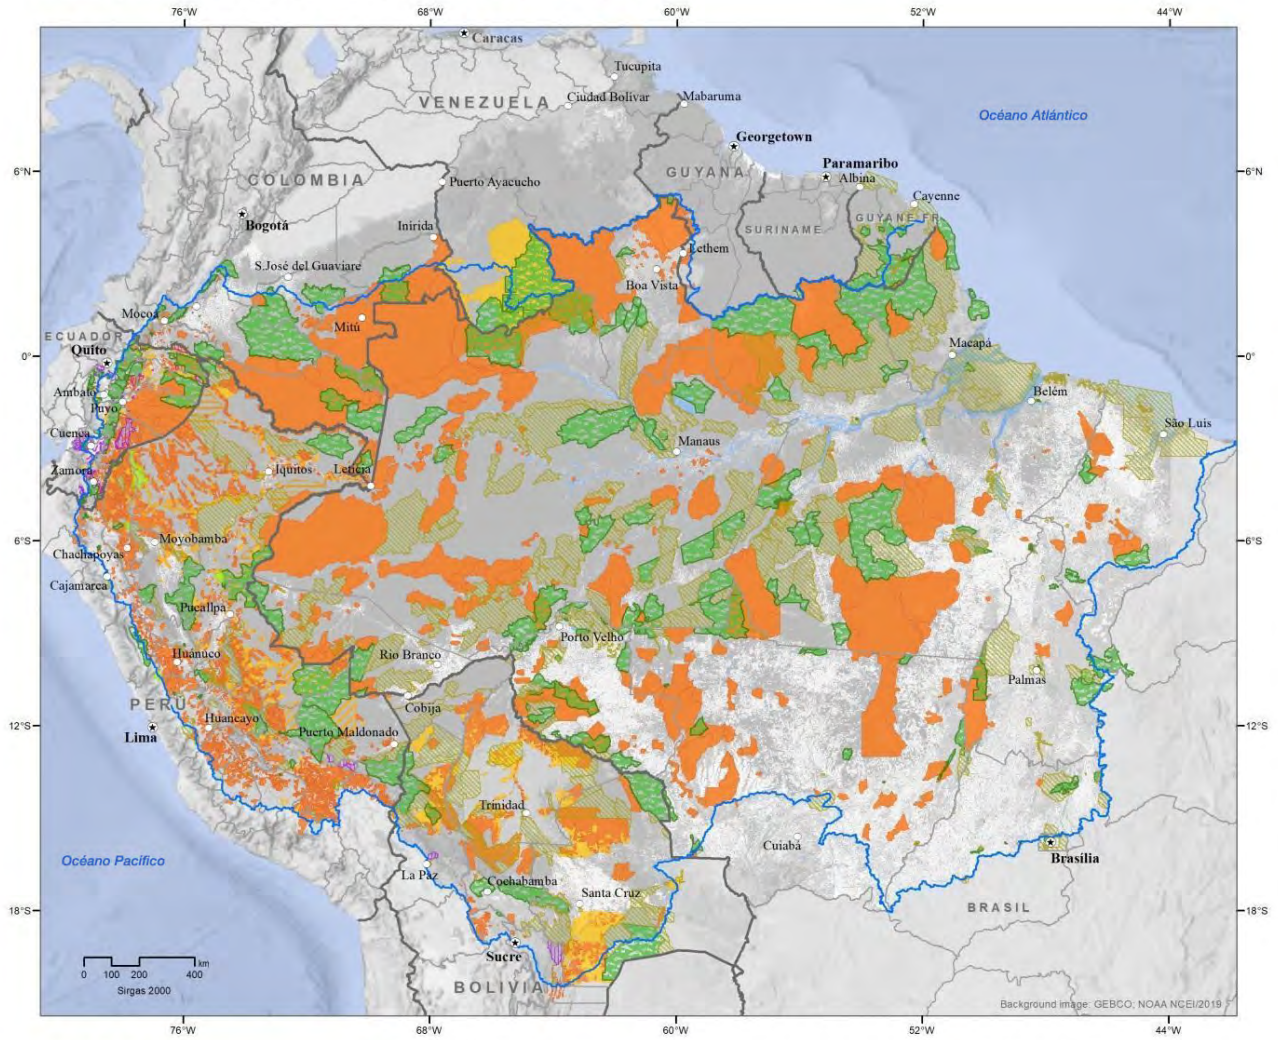 76°W
68°W
60°W
52°W
44°W
Caracas
Tucupita
Ciudad Bolivar
Mabaruma
VENEZUELA
Océano Atlántico
Georgetown
Paramaribo
6°N
GUYANA
Albina
6°N
COLOMBIA
Puerto Ayacucho
Cayenne
Bogotá
Inirida
SURINAME
GUYANE FR.
S.José del Guaviare
Lethem
Boa Vista
Mocoa
Mitú
ECUADOR
Quito
Macapá
0°
0°
Ambato
Puyo
Belém
Cuenca
São Luis
Manaus
Zamora
Iquitos
Leticia
6°S
Moyobamba
6°S
Chachapoyas
Cajamarca
Pucallpa
Porto Velho
Huánuco
Rio Branco
Palmas
PERÚ
Cobija
Huancayo
12°S
Lima
Puerto Maldonado
12°S
Trinidad
Océano Pacífico
Cuiabá
Brasilia
La Paz
Cochabamba
Santa Cruz
18°S
BRASIL
18°S
Sucre
km
0
100
200
400
Sirgas 2000
BOLIVIA
Background image: GEBCO; NOAA NCEI/2019
76°W
68°W
60°W
52°W
44°W